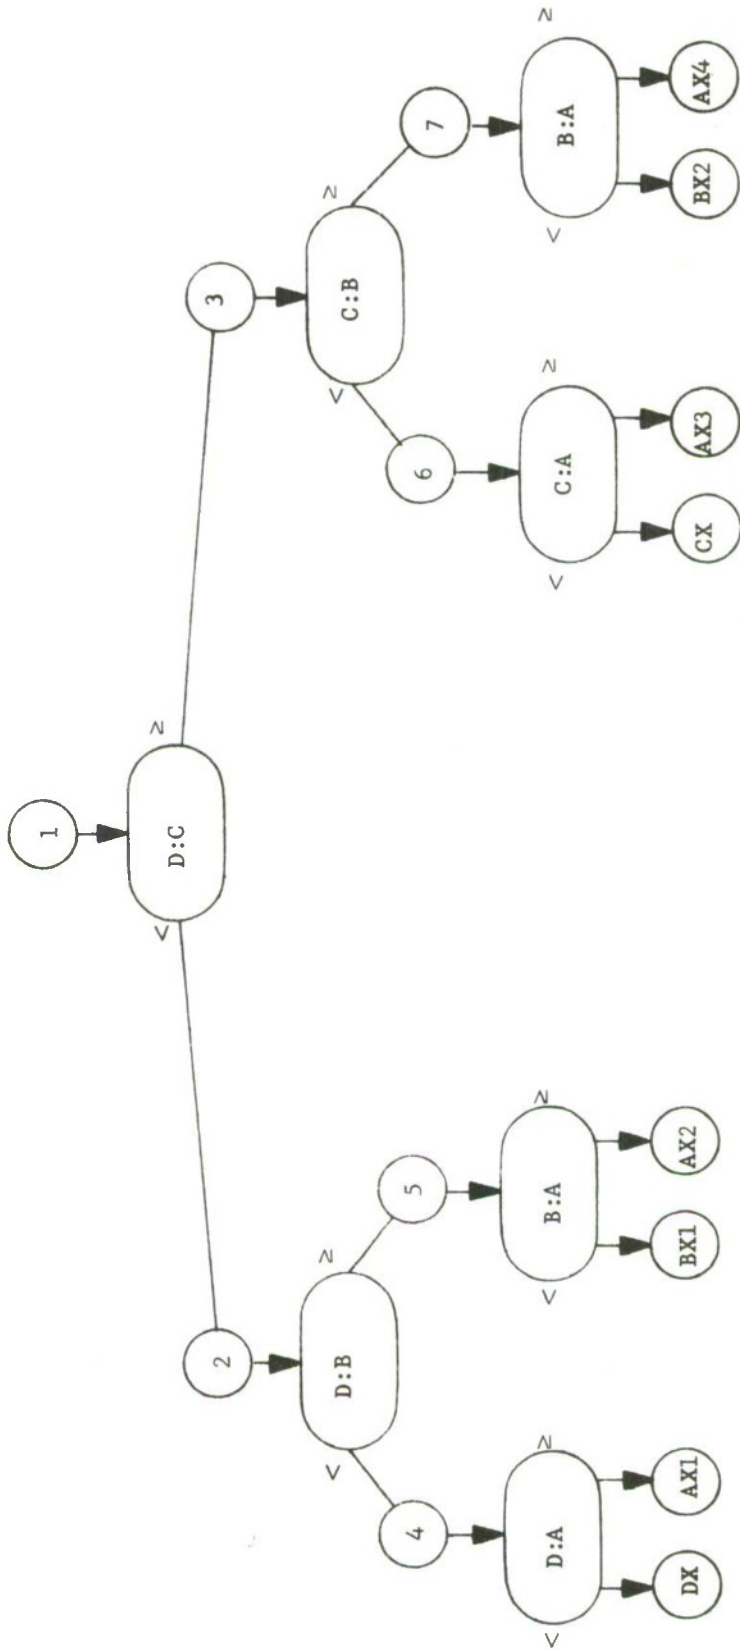 1
D:C
< ≥
2
3
D:B
< ≥
C:B
< ≥
4
5
6
7
D:A
< ≥
B:A
< ≥
C:A
< ≥
B:A
< ≥
DX
AX1
BX1
AX2
CX
AX3
BX2
AX4